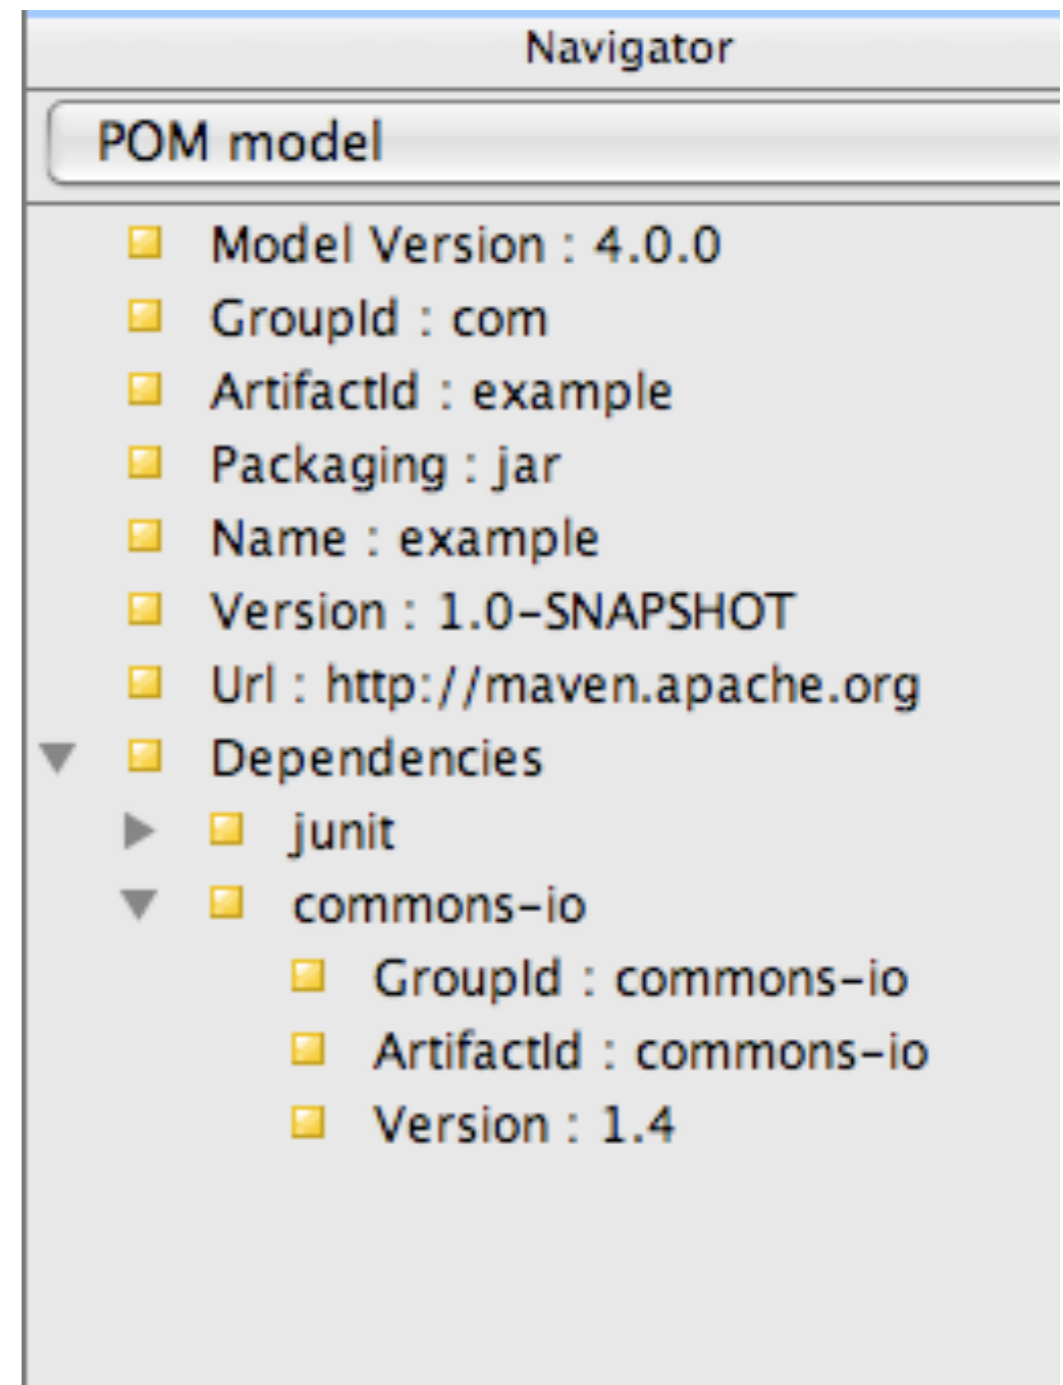 Navigator
POM model
Model Version : 4.0.0
GroupId : com
ArtifactId : example
Packaging : jar
Name : example
Version : 1.0-SNAPSHOT
Url : http://maven.apache.org
Dependencies
junit
commons-io
GroupId : commons-io
ArtifactId : commons-io
Version : 1.4